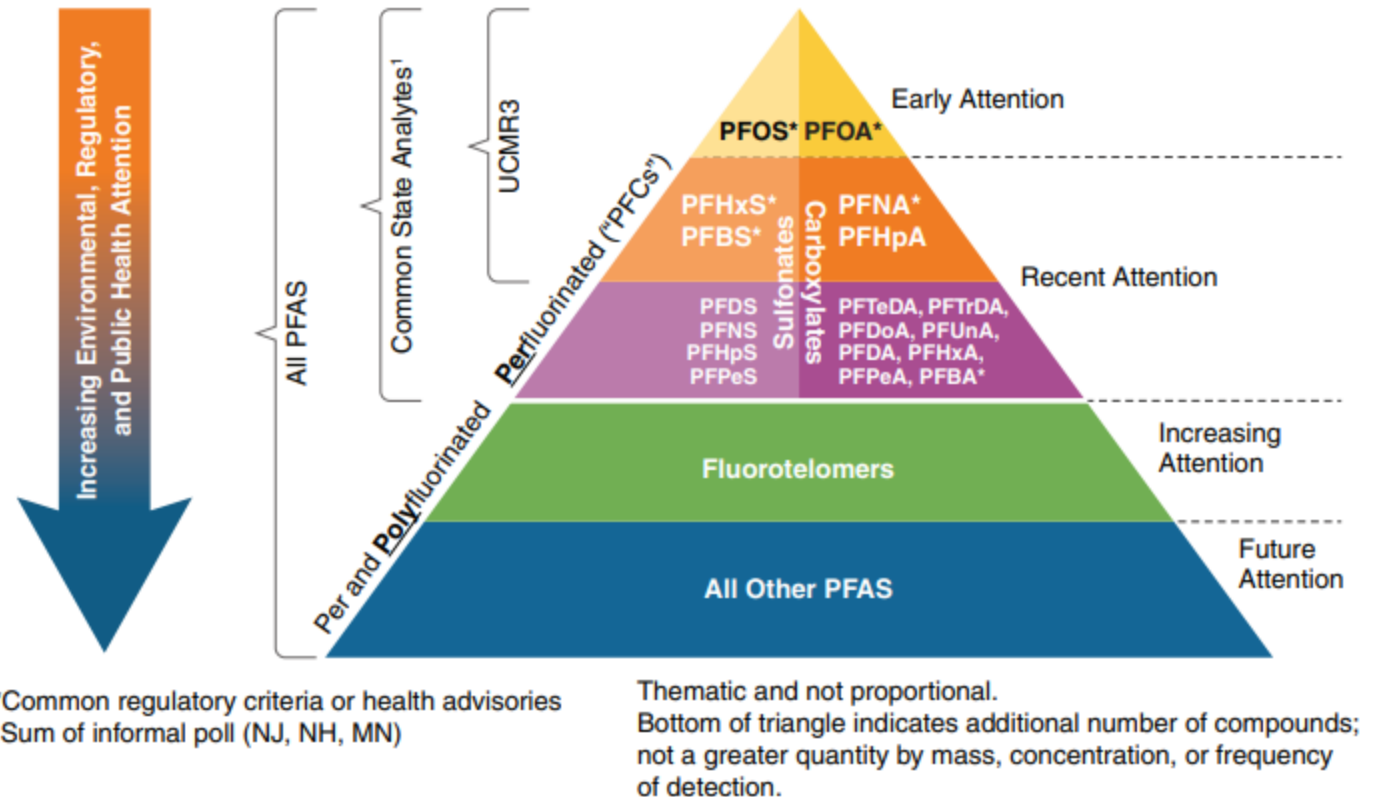 Increasing Environmental, Regulatory,
and Public Health Attention
All PFAS
Common State Analytes¹
UCMR3
Perfluorinated (“PFCs”)
Per and Polyfluorinated
PFOS* PFOA*
Early Attention
PFHxS*
PFBS*
Sulfonates
Carboxylates
PFNA*
PFHpA
Recent Attention
PFDS
PFNS
PFHpS
PFPeS
PFTeDA, PFTrDA,
PFDoA, PFUnA,
PFDA, PFHxA,
PFPeA, PFBA*
Fluorotelomers
Increasing
Attention
All Other PFAS
Future
Attention
Common regulatory criteria or health advisories
Sum of informal poll (NJ, NH, MN)
Thematic and not proportional.
Bottom of triangle indicates additional number of compounds;
not a greater quantity by mass, concentration, or frequency
of detection.